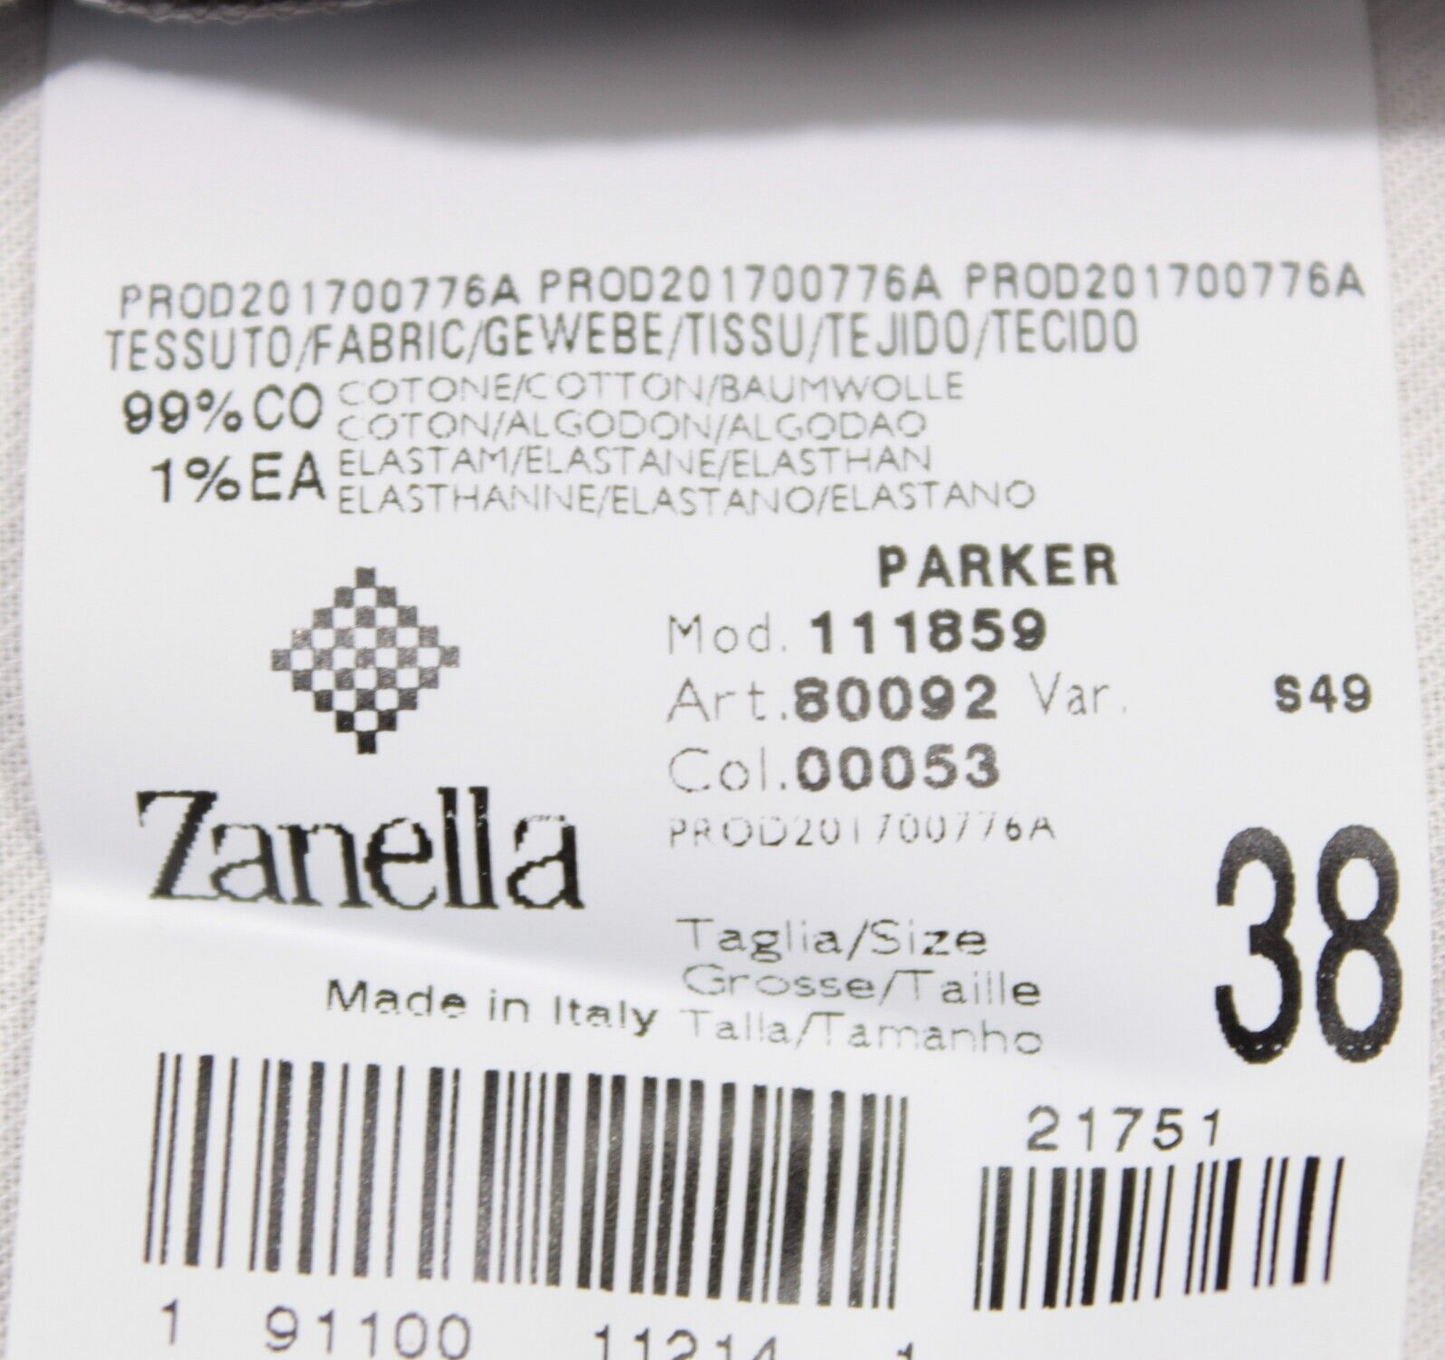 PROD201700776A PROD201700776A PROD201700776A
TESSUTO/FABRIC/GEWEBE/TISSU/TEJIDO/TECIDO
99%CO COTONE/COTTON/BAUMWOLLE
COTON/ALGODON/ALGODAO
1%EA ELASTAM/ELASTANE/ELASTHAN
ELASTHANNE/ELASTANO/ELASTANO
PARKER
Mod. 111859
Art.80092 Var. S49
Col.00053
PROD201700776A
Zanella
38
Taglia/Size
Grosse/Taille
Made in Italy Talla/Tamanho
21751
1 91100 11214 1